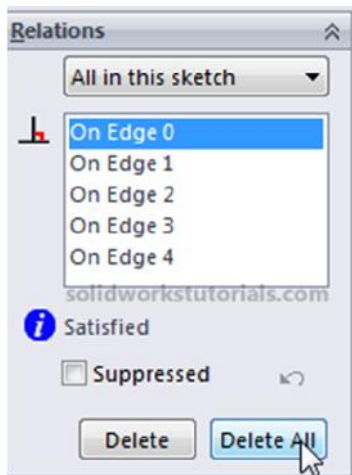 Relations
All in this sketch
On Edge 0
On Edge 1
On Edge 2
On Edge 3
On Edge 4
solidworkstutorials.com
Satisfied
Suppressed
Delete Delete All